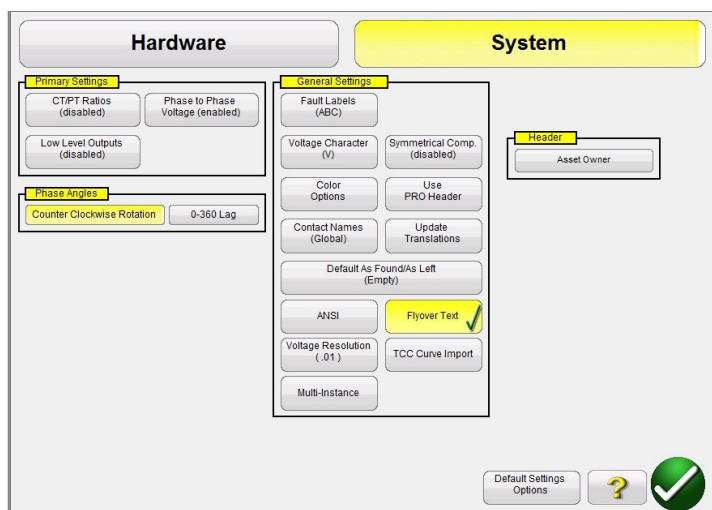 Hardware
System
Primary Settings
CT/PT Ratios
(disabled)
Phase to Phase
Voltage (enabled)
Low Level Outputs
(disabled)
Phase Angles
Counter Clockwise Rotation
0-360 Lag
General Settings
Fault Labels
(ABC)
Voltage Character
(V)
Symmetrical Comp.
(disabled)
Color
Options
Use
PRO Header
Contact Names
(Global)
Update
Translations
Default As Found/As Left
(Empty)
ANSI
Flyover Text
Voltage Resolution
( .01 )
TCC Curve Import
Multi-Instance
Header
Asset Owner
Default Settings
Options
?